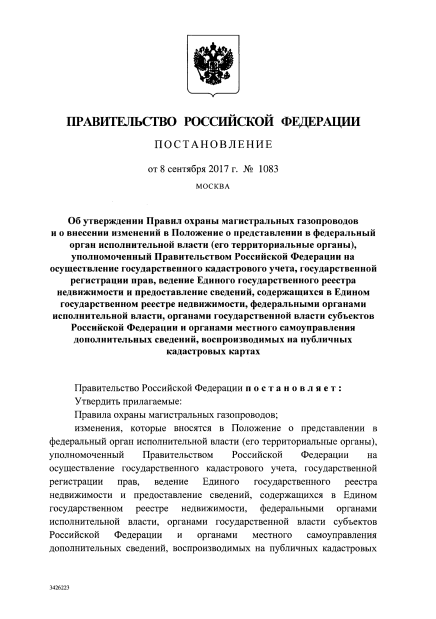 ПРАВИТЕЛЬСТВО РОССИЙСКОЙ ФЕДЕРАЦИИ
ПОСТАНОВЛЕНИЕ
от 8 сентября 2017 г. № 1083
МОСКВА
Об утверждении Правил охраны магистральных газопроводов
и о внесении изменений в Положение о представлении в федеральный
орган исполнительной власти (его территориальные органы),
уполномоченный Правительством Российской Федерации на
осуществление государственного кадастрового учета, государственной
регистрации прав, ведение Единого государственного реестра
недвижимости и предоставление сведений, содержащихся в Едином
государственном реестре недвижимости, федеральными органами
исполнительной власти, органами государственной власти субъектов
Российской Федерации и органами местного самоуправления
дополнительных сведений, воспроизводимых на публичных
кадастровых картах
Правительство Российской Федерации постановляет:
Утвердить прилагаемые:
Правила охраны магистральных газопроводов;
изменения, которые вносятся в Положение о представлении в
федеральный орган исполнительной власти (его территориальные органы),
уполномоченный Правительством Российской Федерации на
осуществление государственного кадастрового учета, государственной
регистрации прав, ведение Единого государственного реестра
недвижимости и предоставление сведений, содержащихся в Едином
государственном реестре недвижимости, федеральными органами
исполнительной власти, органами государственной власти субъектов
Российской Федерации и органами местного самоуправления
дополнительных сведений, воспроизводимых на публичных кадастровых
3426223